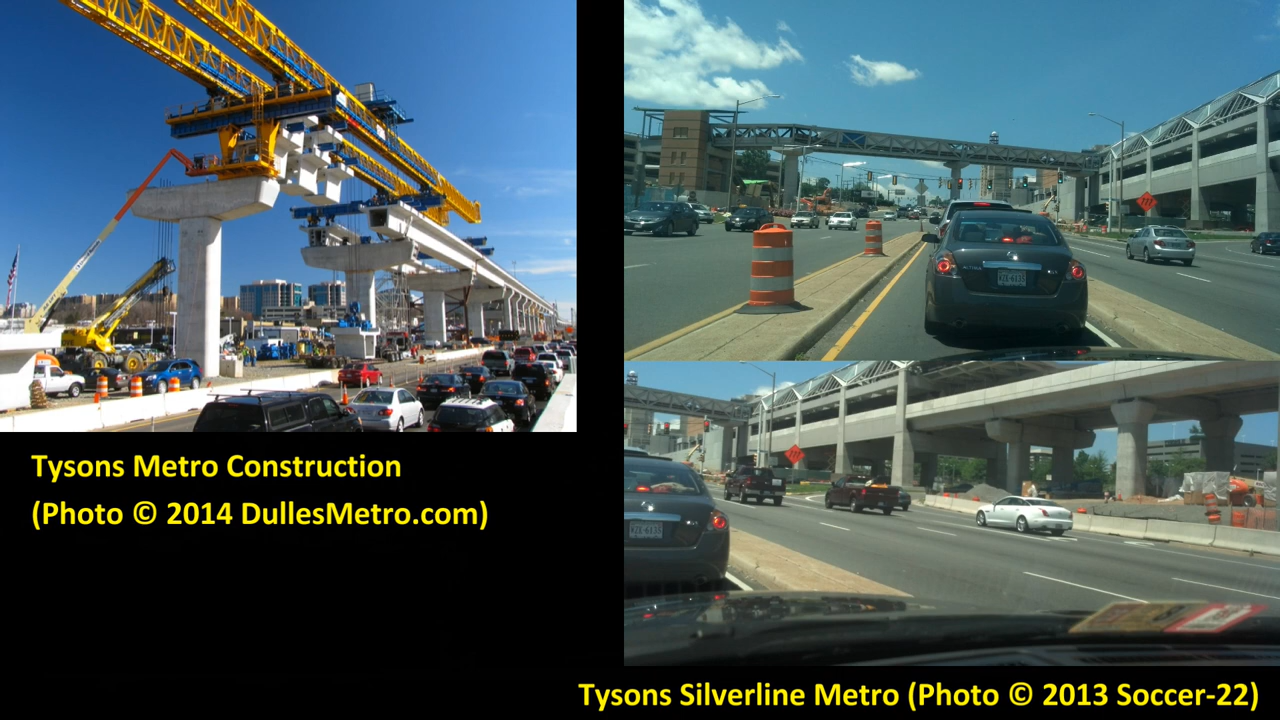 Tysons Metro Construction
(Photo © 2014 DullesMetro.com)
Tysons Silverline Metro (Photo © 2013 Soccer-22)